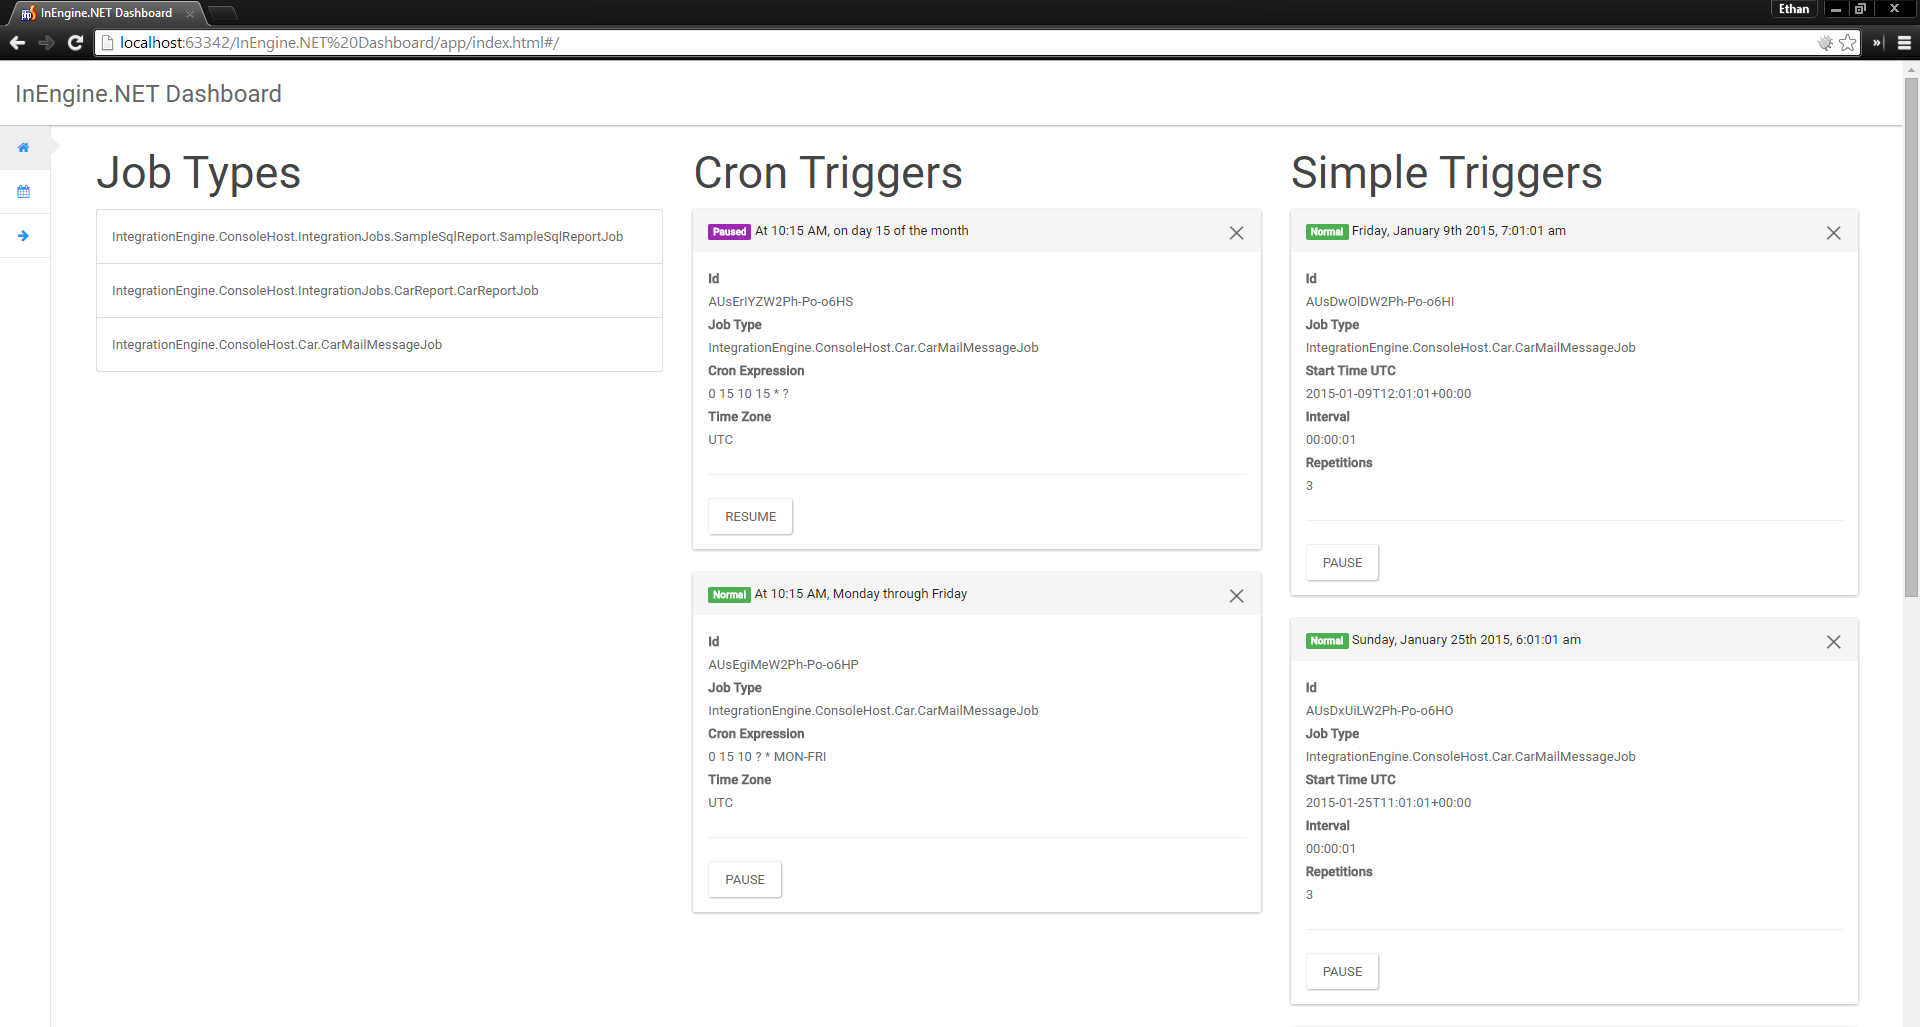 InEngine.NET Dashboard
Ethan
localhost:63342/InEngine.NET%20Dashboard/app/index.html#/
InEngine.NET Dashboard
Job Types
IntegrationEngine.ConsoleHost.IntegrationJobs.SampleSqlReport.SampleSqlReportJob
IntegrationEngine.ConsoleHost.IntegrationJobs.CarReport.CarReportJob
IntegrationEngine.ConsoleHost.Car.CarMailMessageJob
Cron Triggers
Paused At 10:15 AM, on day 15 of the month
Id
AUsErIYZW2Ph-Po-o6HS
Job Type
IntegrationEngine.ConsoleHost.Car.CarMailMessageJob
Cron Expression
0 15 10 15 * ?
Time Zone
UTC
RESUME
Normal At 10:15 AM, Monday through Friday
Id
AUsEgiMeW2Ph-Po-o6HP
Job Type
IntegrationEngine.ConsoleHost.Car.CarMailMessageJob
Cron Expression
0 15 10 ? * MON-FRI
Time Zone
UTC
PAUSE
Simple Triggers
Normal Friday, January 9th 2015, 7:01:01 am
Id
AUsDwOlDW2Ph-Po-o6HI
Job Type
IntegrationEngine.ConsoleHost.Car.CarMailMessageJob
Start Time UTC
2015-01-09T12:01:01+00:00
Interval
00:00:01
Repetitions
3
PAUSE
Normal Sunday, January 25th 2015, 6:01:01 am
Id
AUsDxUiLW2Ph-Po-o6HO
Job Type
IntegrationEngine.ConsoleHost.Car.CarMailMessageJob
Start Time UTC
2015-01-25T11:01:01+00:00
Interval
00:00:01
Repetitions
3
PAUSE